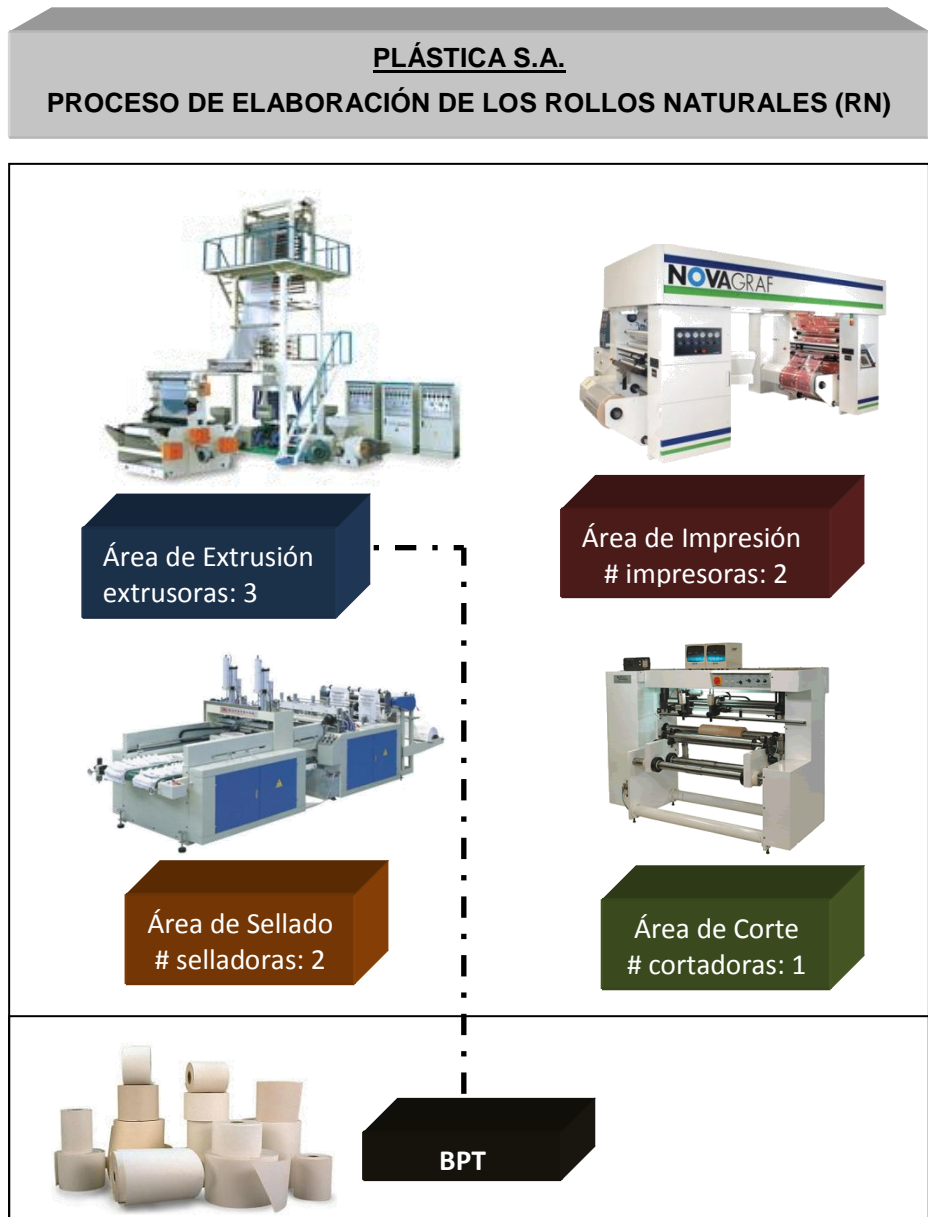 PLÁSTICA S.A.
PROCESO DE ELABORACIÓN DE LOS ROLLOS NATURALES (RN)
NOVAGRAF
Área de Extrusión
extrusoras: 3
Área de Impresión
# impresoras: 2
Área de Sellado
# selladoras: 2
Área de Corte
# cortadoras: 1
BPT